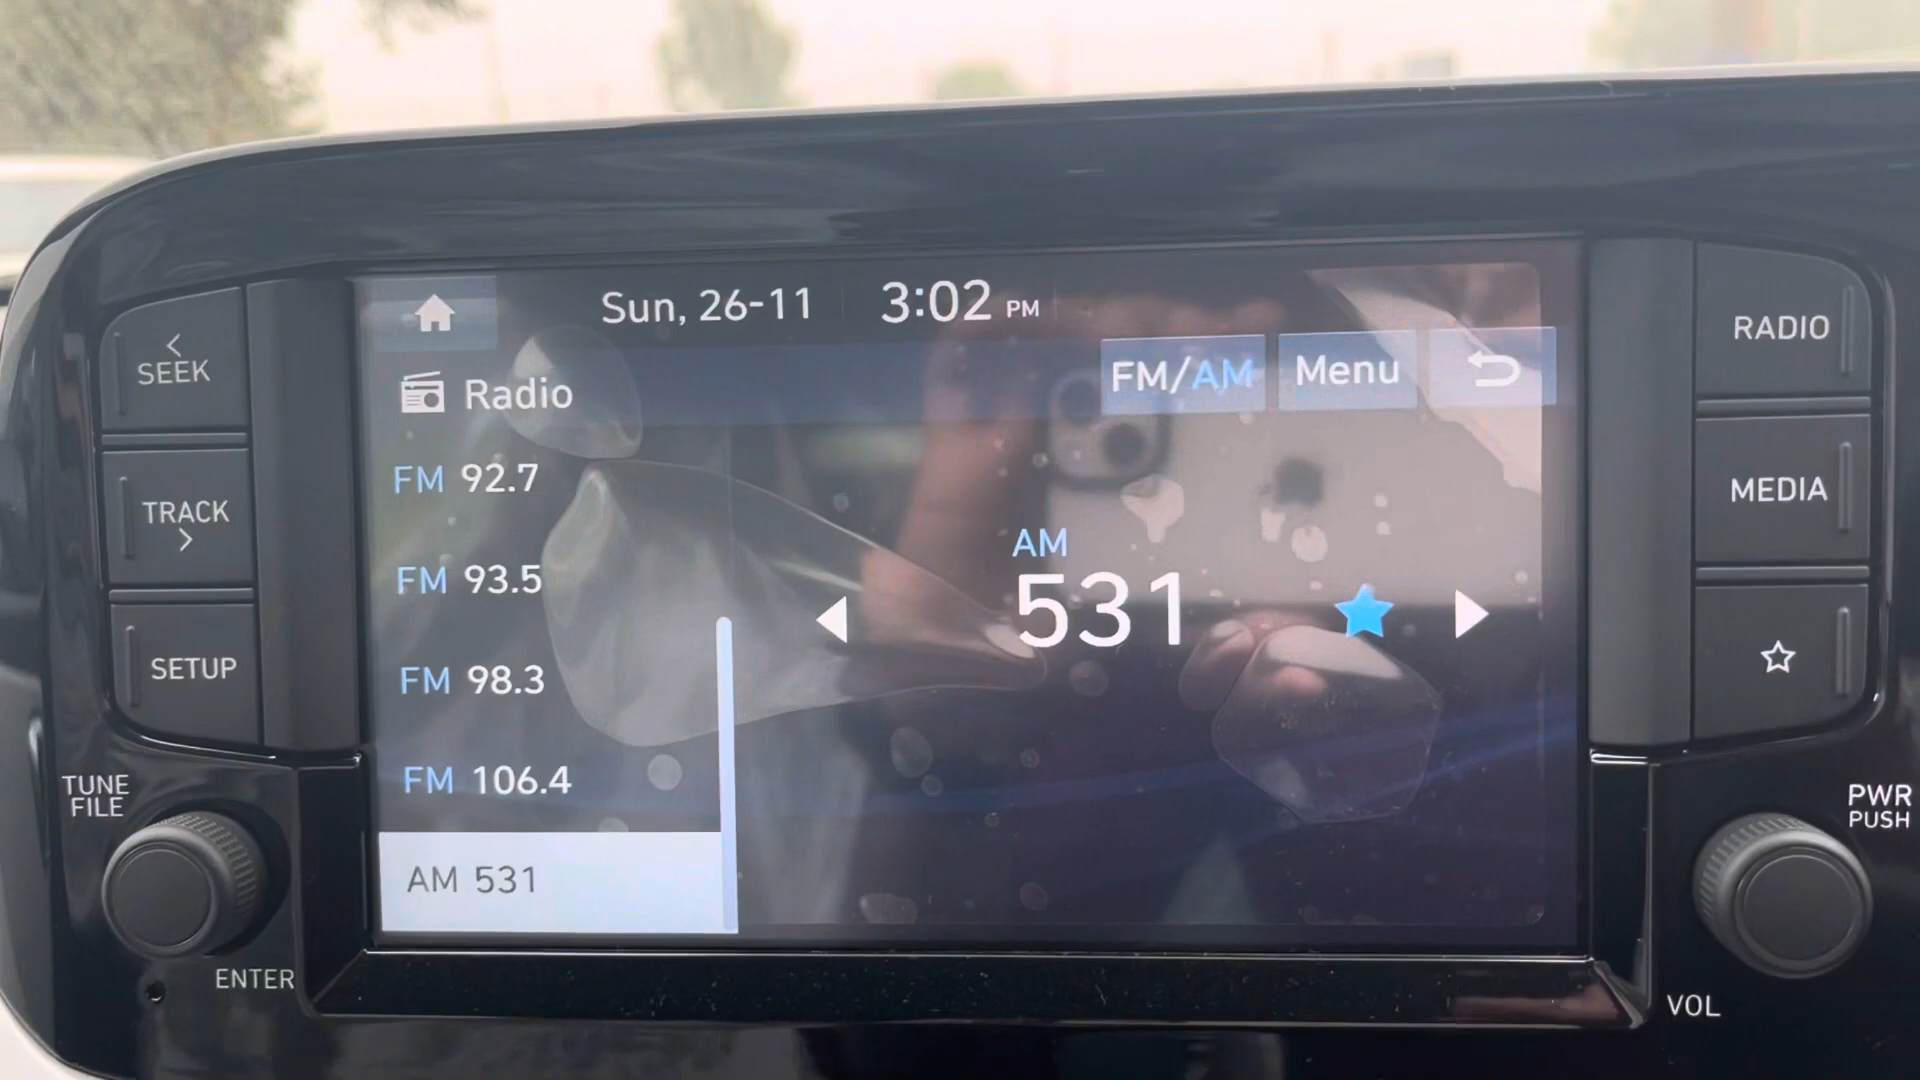 Sun, 26-11 3:02 PM
Radio FM/AM Menu
FM 92.7
FM 93.5
FM 98.3
FM 106.4
AM 531
AM
531
< SEEK
TRACK >
SETUP
TUNE
FILE
ENTER
RADIO
MEDIA
PWR
PUSH
VOL